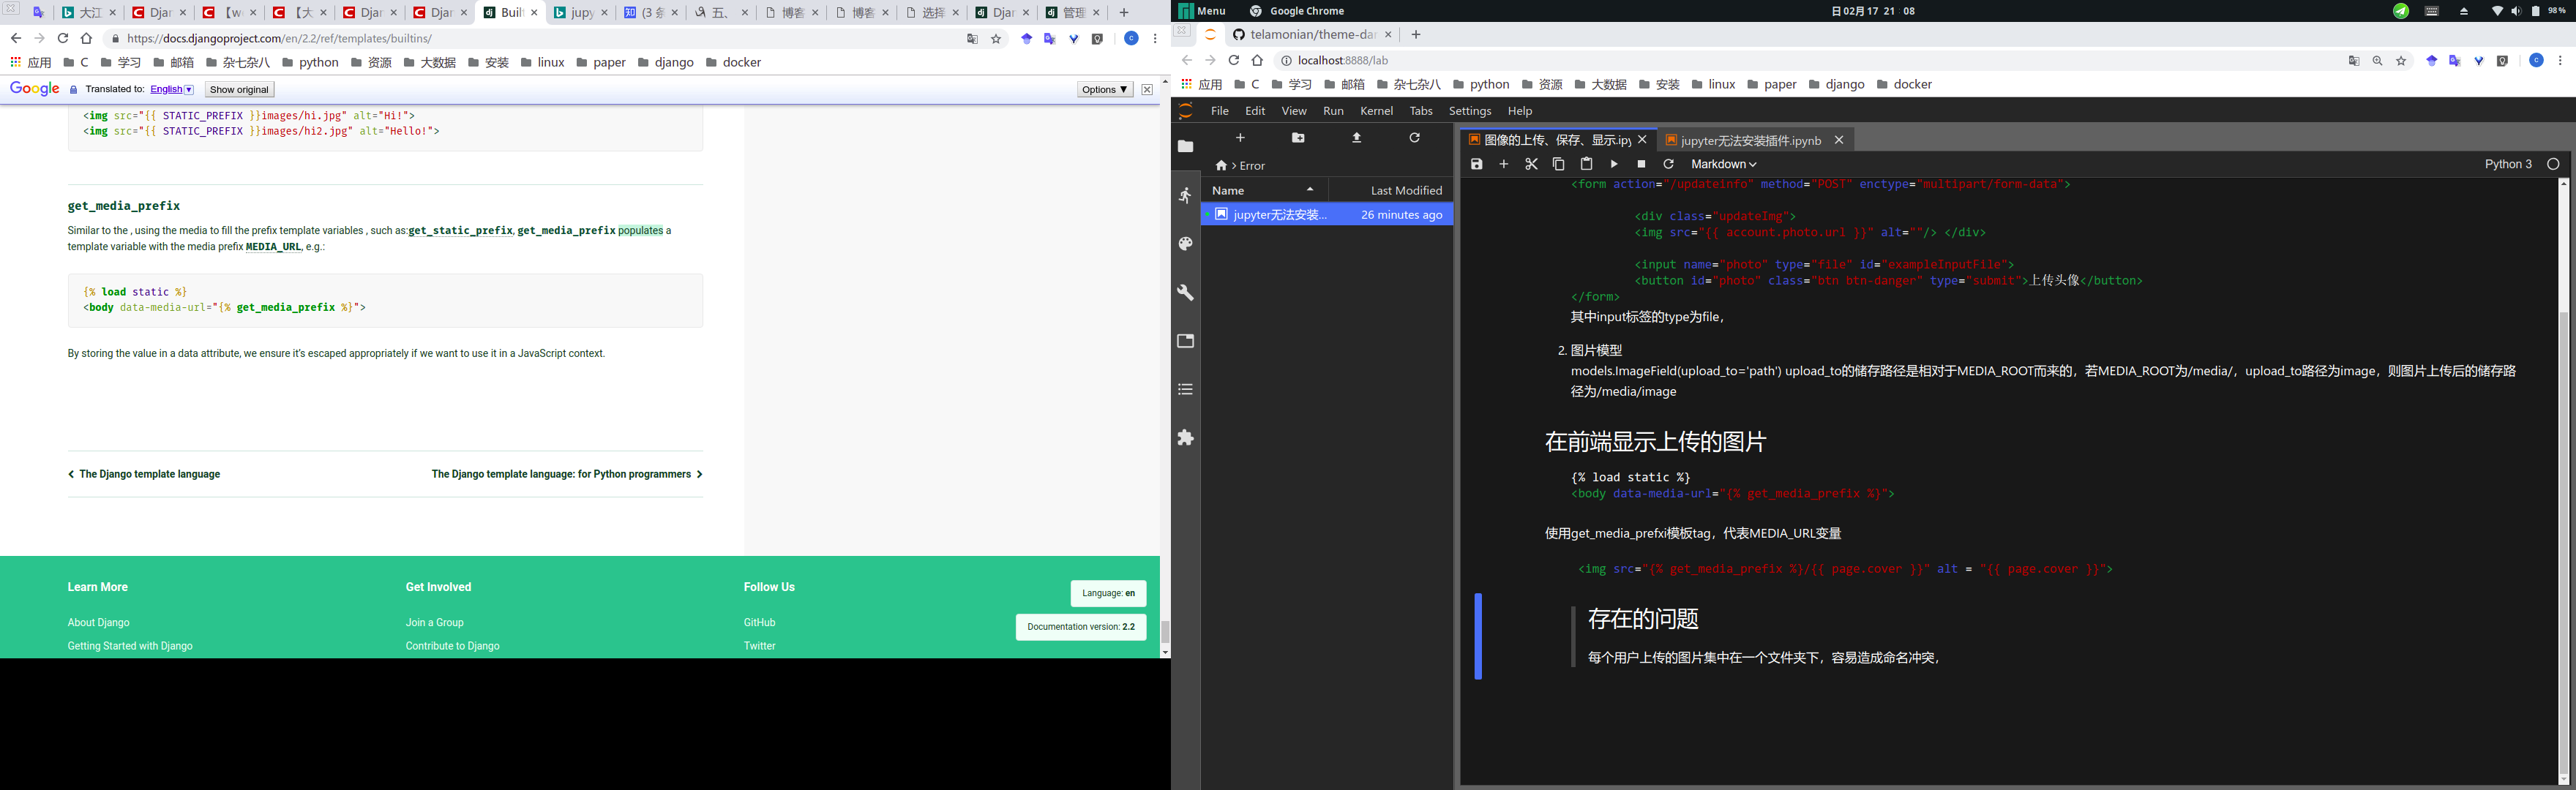 大江
Djar
【w
【大
Djar
Djar
Buil
jupy
(3 条
五、
博客
博客
选择
Djar
管理
https://docs.djangoproject.com/en/2.2/ref/templates/builtins/
应用 C 学习 邮箱 杂七杂八 python 资源 大数据 安装 linux paper django docker
Google Translated to: English Show original Options ▼
<img src="{{ STATIC_PREFIX }}images/hi.jpg" alt="Hi!">
<img src="{{ STATIC_PREFIX }}images/hi2.jpg" alt="Hello!">
get_media_prefix
Similar to the , using the media to fill the prefix template variables , such as:get_static_prefix, get_media_prefix populates a
template variable with the media prefix MEDIA_URL, e.g.:
{% load static %}
<body data-media-url="{% get_media_prefix %}">
By storing the value in a data attribute, we ensure it's escaped appropriately if we want to use it in a JavaScript context.
The Django template language
The Django template language: for Python programmers
Learn More Get Involved Follow Us
Language: en
About Django Join a Group GitHub
Documentation version: 2.2
Getting Started with Django Contribute to Django Twitter
Menu Google Chrome 日 02月 17 21 : 08 98 %
telamonian/theme-dar
localhost:8888/lab
应用 C 学习 邮箱 杂七杂八 python 资源 大数据 安装 linux paper django docker
File Edit View Run Kernel Tabs Settings Help
Error
Name Last Modified
jupyter无法安装... 26 minutes ago
图像的上传、保存、显示.ipy
jupyter无法安装插件.ipynb
Markdown Python 3
<form action="/updateinfo" method="POST" enctype="multipart/form-data">
<div class="updateImg">
<img src="{{ account.photo.url }}" alt=""/> </div>
<input name="photo" type="file" id="exampleInputFile">
<button id="photo" class="btn btn-danger" type="submit">上传头像</button>
</form>
其中input标签的type为file，
2. 图片模型
models.ImageField(upload_to='path') upload_to的储存路径是相对于MEDIA_ROOT而来的，若MEDIA_ROOT为/media/，upload_to路径为image，则图片上传后的储存路
径为/media/image
在前端显示上传的图片
{% load static %}
<body data-media-url="{% get_media_prefix %}">
使用get_media_prefxi模板tag，代表MEDIA_URL变量
<img src="{% get_media_prefix %}/{{ page.cover }}" alt = "{{ page.cover }}">
存在的问题
每个用户上传的图片集中在一个文件夹下，容易造成命名冲突，